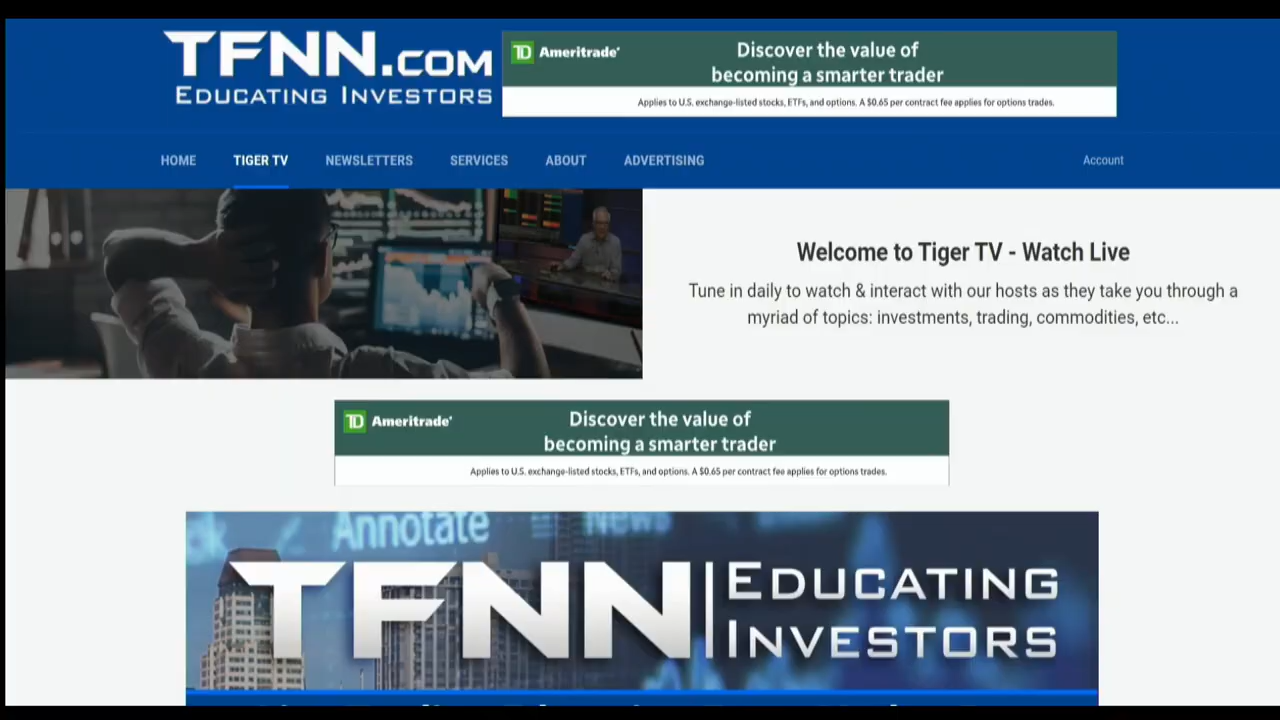 TFNN.COM
EDUCATING INVESTORS
TD Ameritrade
Discover the value of
becoming a smarter trader
Applies to U.S. exchange-listed stocks, ETFs, and options. A $0.65 per contract fee applies for options trades.
HOME TIGER TV NEWSLETTERS SERVICES ABOUT ADVERTISING Account
Welcome to Tiger TV - Watch Live
Tune in daily to watch & interact with our hosts as they take you through a
myriad of topics: investments, trading, commodities, etc...
TD Ameritrade
Discover the value of
becoming a smarter trader
Applies to U.S. exchange-listed stocks, ETFs, and options. A $0.65 per contract fee applies for options trades.
Annotate News
TFNN EDUCATING
INVESTORS